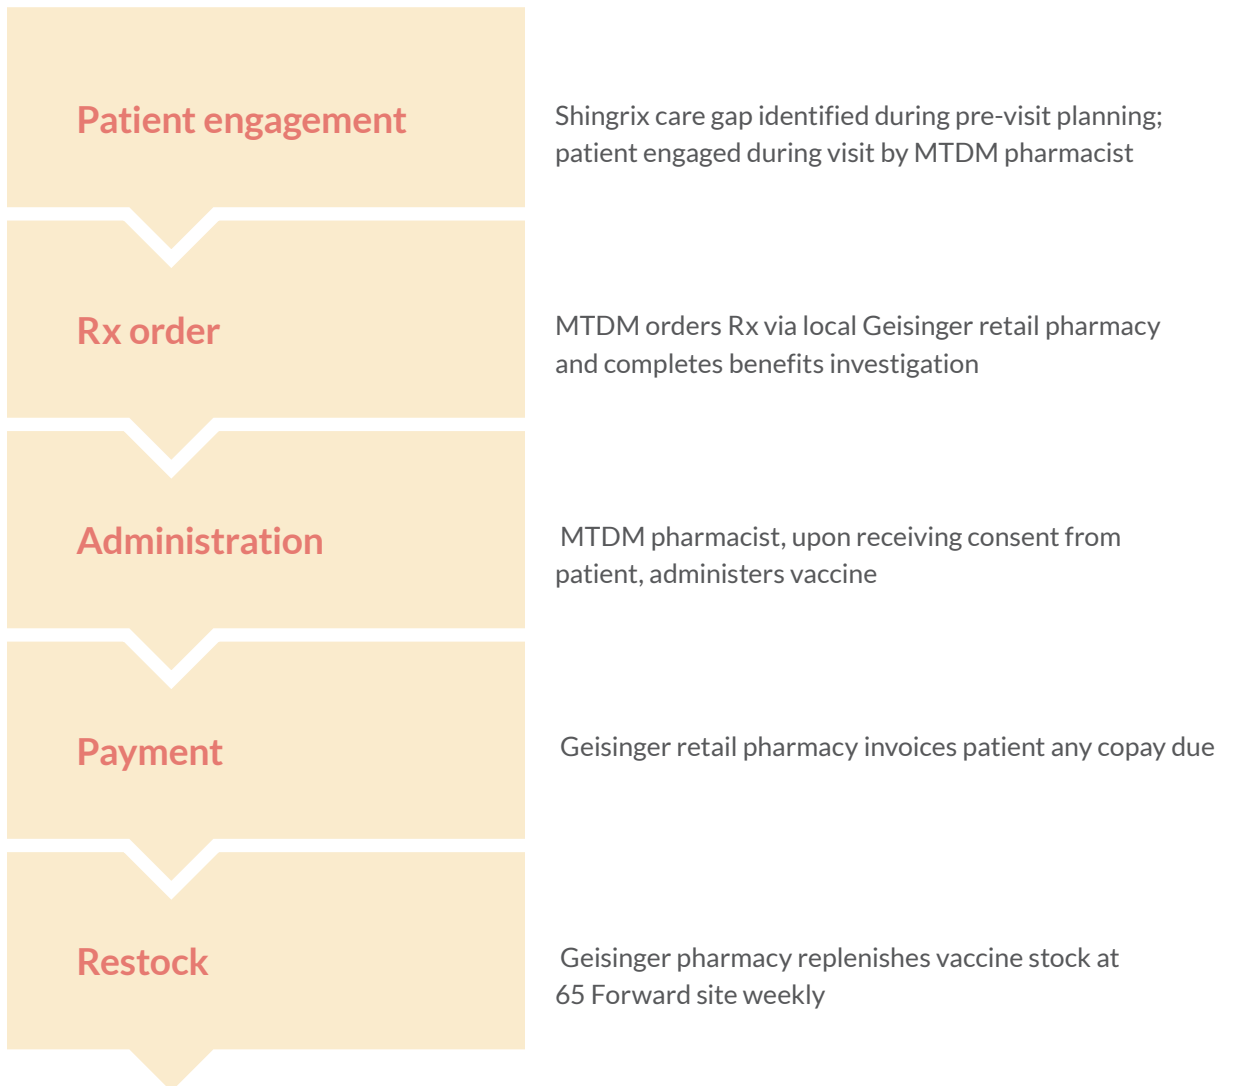 Patient engagement
Shingrix care gap identified during pre-visit planning;
patient engaged during visit by MTDM pharmacist
Rx order
MTDM orders Rx via local Geisinger retail pharmacy
and completes benefits investigation
Administration
MTDM pharmacist, upon receiving consent from
patient, administers vaccine
Payment
Geisinger retail pharmacy invoices patient any copay due
Restock
Geisinger pharmacy replenishes vaccine stock at
65 Forward site weekly